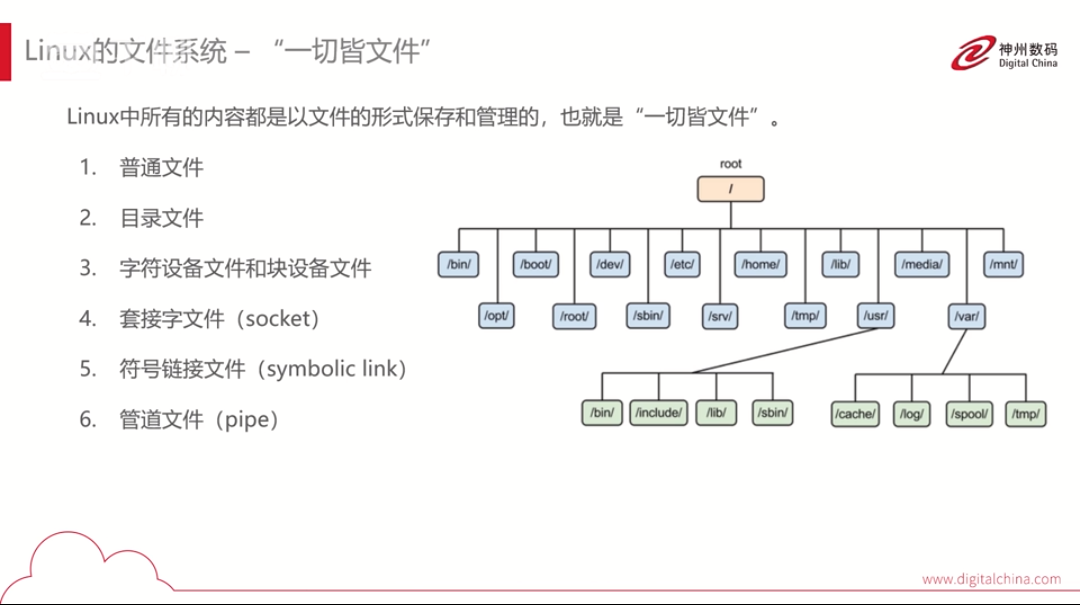 Linux的文件系统 – “一切皆文件”
神州数码
Digital China
Linux中所有的内容都是以文件的形式保存和管理的，也就是“一切皆文件”。
1. 普通文件
2. 目录文件
3. 字符设备文件和块设备文件
4. 套接字文件（socket）
5. 符号链接文件（symbolic link）
6. 管道文件（pipe）
root
/
/bin/ /boot/ /dev/ /etc/ /home/ /lib/ /media/ /mnt/
/opt/ /root/ /sbin/ /srv/ /tmp/ /usr/ /var/
/bin/ /include/ /lib/ /sbin/ /cache/ /log/ /spool/ /tmp/
www.digitalchina.com